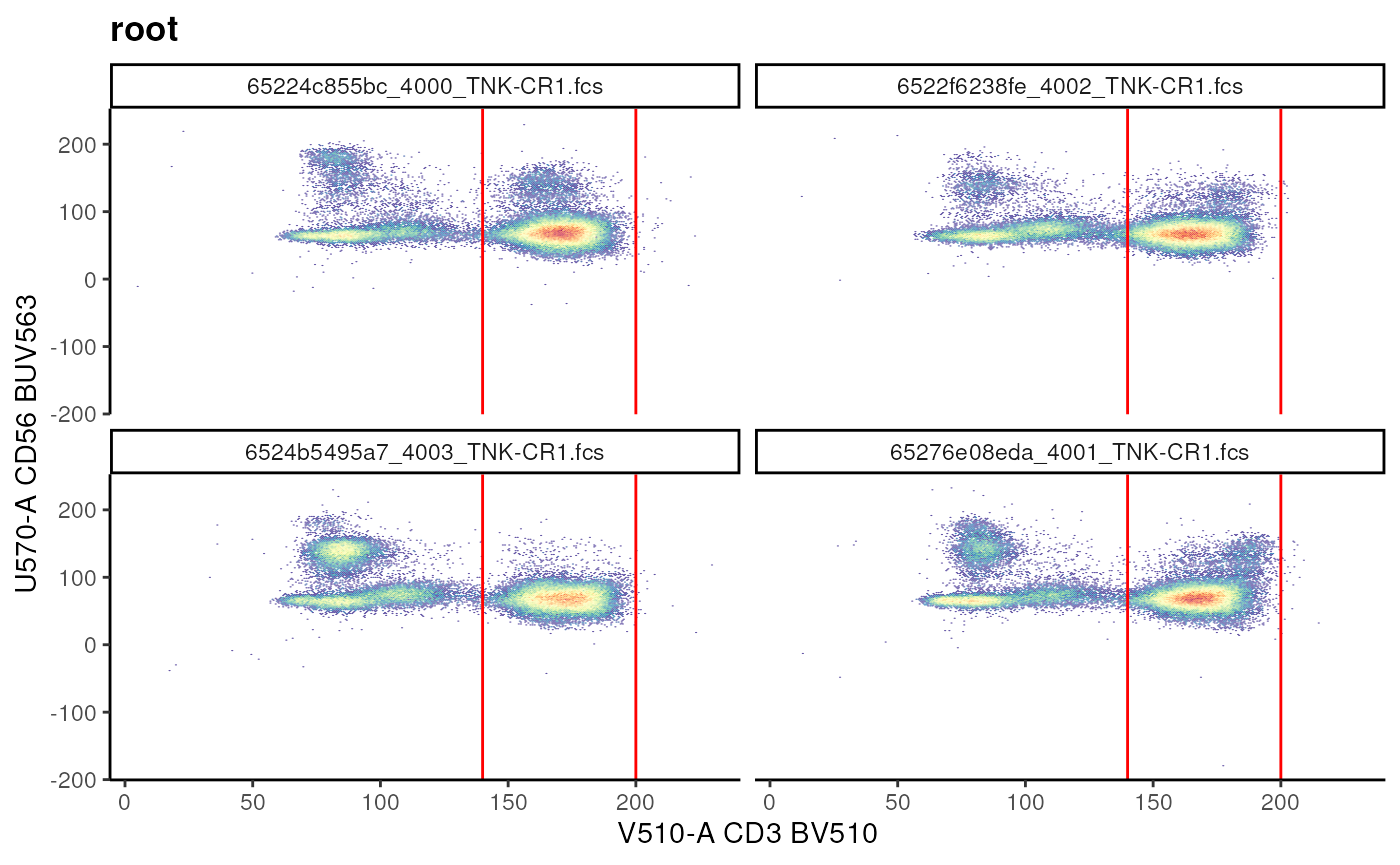 root
65224c855bc_4000_TNK-CR1.fcs
6522f6238fe_4002_TNK-CR1.fcs
200
100
0
-100
-200
6524b5495a7_4003_TNK-CR1.fcs
65276e08eda_4001_TNK-CR1.fcs
200
100
0
-100
-200
0 50 100 150 200
0 50 100 150 200
V510-A CD3 BV510
U570-A CD56 BUV563